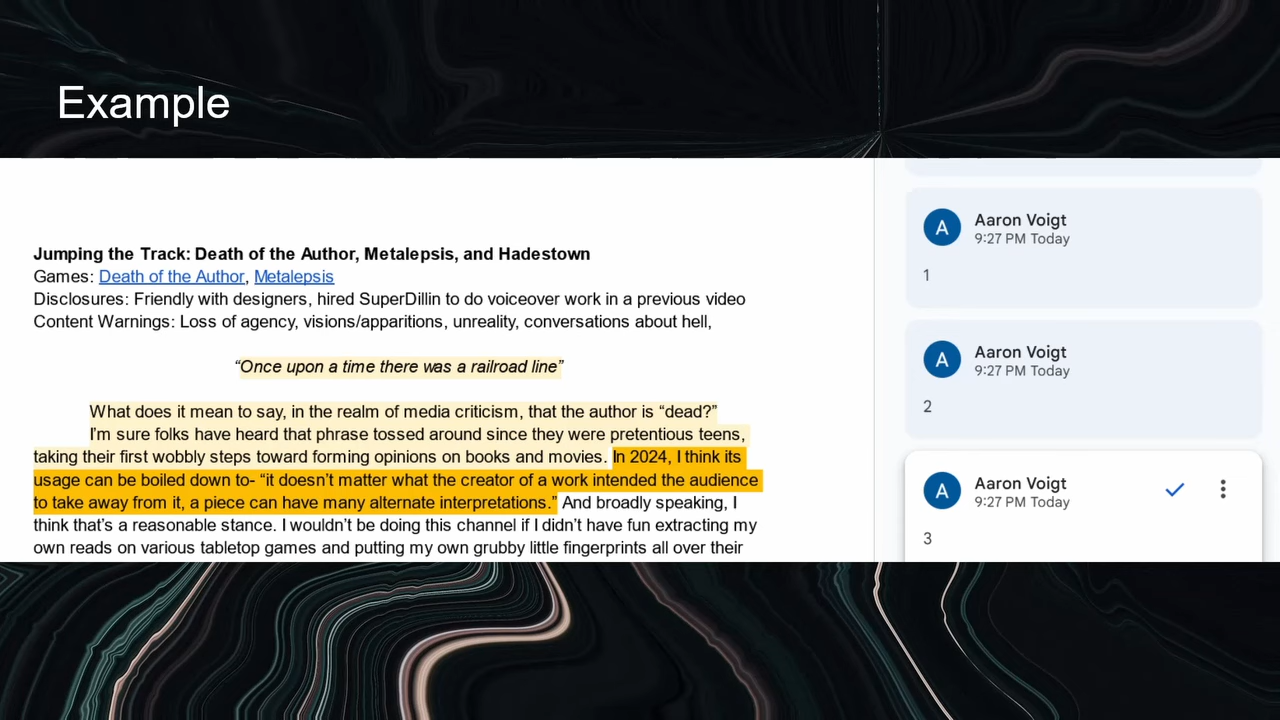 Example
Jumping the Track: Death of the Author, Metalepsis, and Hadestown
Games: Death of the Author, Metalepsis
Disclosures: Friendly with designers, hired SuperDillin to do voiceover work in a previous video
Content Warnings: Loss of agency, visions/apparitions, unreality, conversations about hell,
“Once upon a time there was a railroad line”
What does it mean to say, in the realm of media criticism, that the author is “dead?”
I’m sure folks have heard that phrase tossed around since they were pretentious teens,
taking their first wobbly steps toward forming opinions on books and movies. In 2024, I think its
usage can be boiled down to- “it doesn’t matter what the creator of a work intended the audience
to take away from it, a piece can have many alternate interpretations.” And broadly speaking, I
think that’s a reasonable stance. I wouldn’t be doing this channel if I didn’t have fun extracting my
own reads on various tabletop games and putting my own grubby little fingerprints all over their
A
Aaron Voigt
9:27 PM Today
1
A
Aaron Voigt
9:27 PM Today
2
A
Aaron Voigt
9:27 PM Today
3